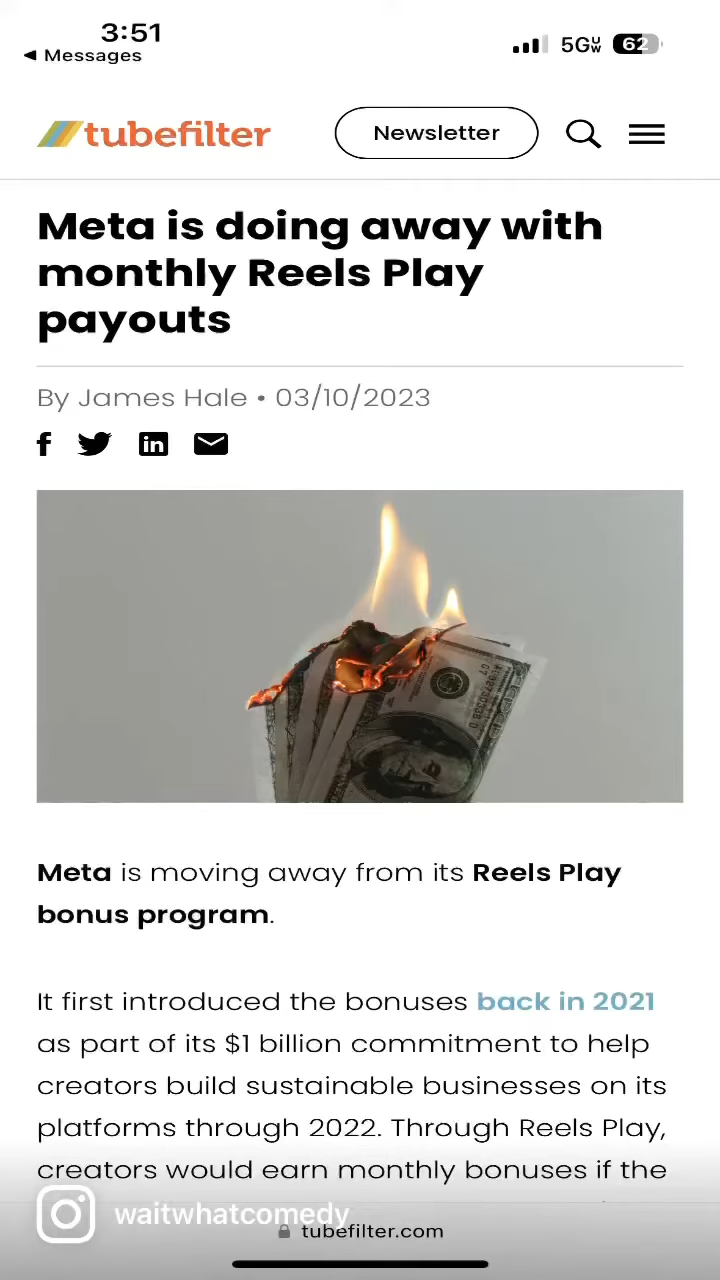 3:51
5GUW
62
◀ Messages
tubefilter
Newsletter
Meta is doing away with
monthly Reels Play
payouts
By James Hale • 03/10/2023
f
in
Meta is moving away from its Reels Play
bonus program.
It first introduced the bonuses back in 2021
as part of its $1 billion commitment to help
creators build sustainable businesses on its
platforms through 2022. Through Reels Play,
creators would earn monthly bonuses if the
waitwhatcomedy
tubefilter.com